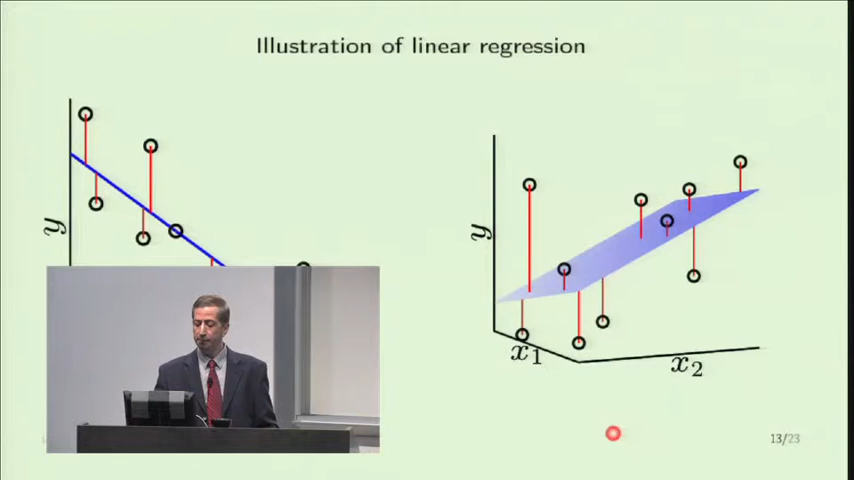 Illustration of linear regression
y
y
x1
x2
13/23